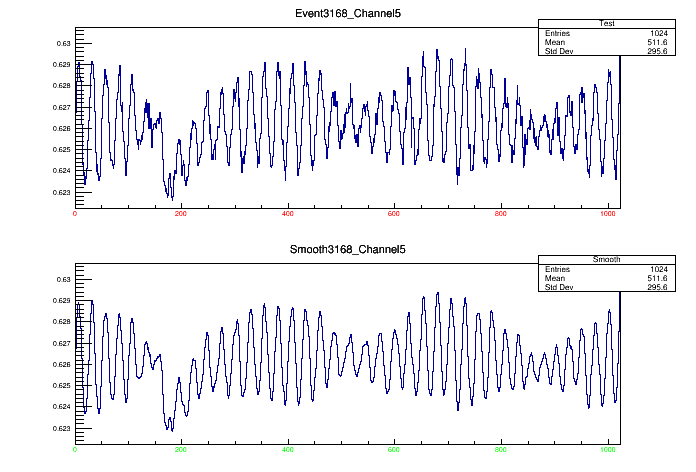 Event3168_Channel5
Test
Entries 1024
Mean 511.6
Std Dev 295.6
0.63
0.629
0.628
0.627
0.626
0.625
0.624
0.623
0 200 400 600 800 1000
Smooth3168_Channel5
Smooth
Entries 1024
Mean 511.6
Std Dev 295.6
0.63
0.629
0.628
0.627
0.626
0.625
0.624
0.623
0 200 400 600 800 1000